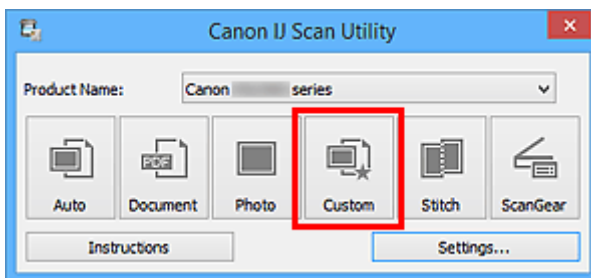 Canon IJ Scan Utility
Product Name: Canon series
PDF
Auto Document Photo Custom Stitch ScanGear
Instructions Settings...